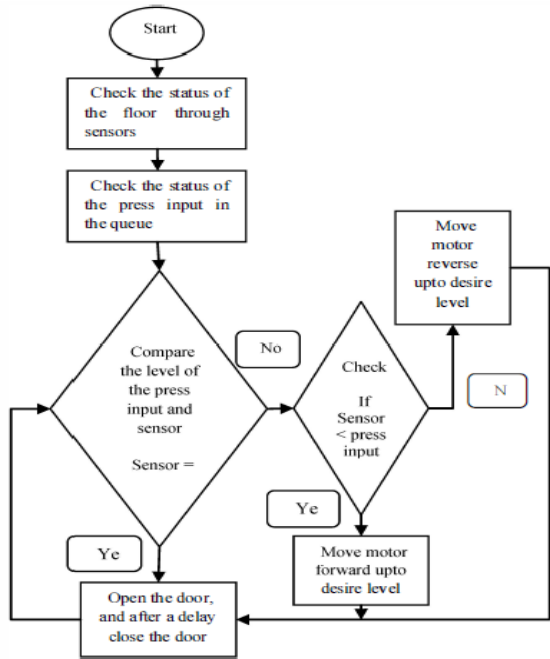 Start
Check the status of
the floor through
sensors
Check the status of
the press input in
the queue
Compare
the level of
the press
input and
sensor
Sensor =
No
Check
If
Sensor
< press
input
Move
motor
reverse
upto desire
level
N
Ye
Ye
Move motor
forward upto
desire level
Open the door,
and after a delay
close the door